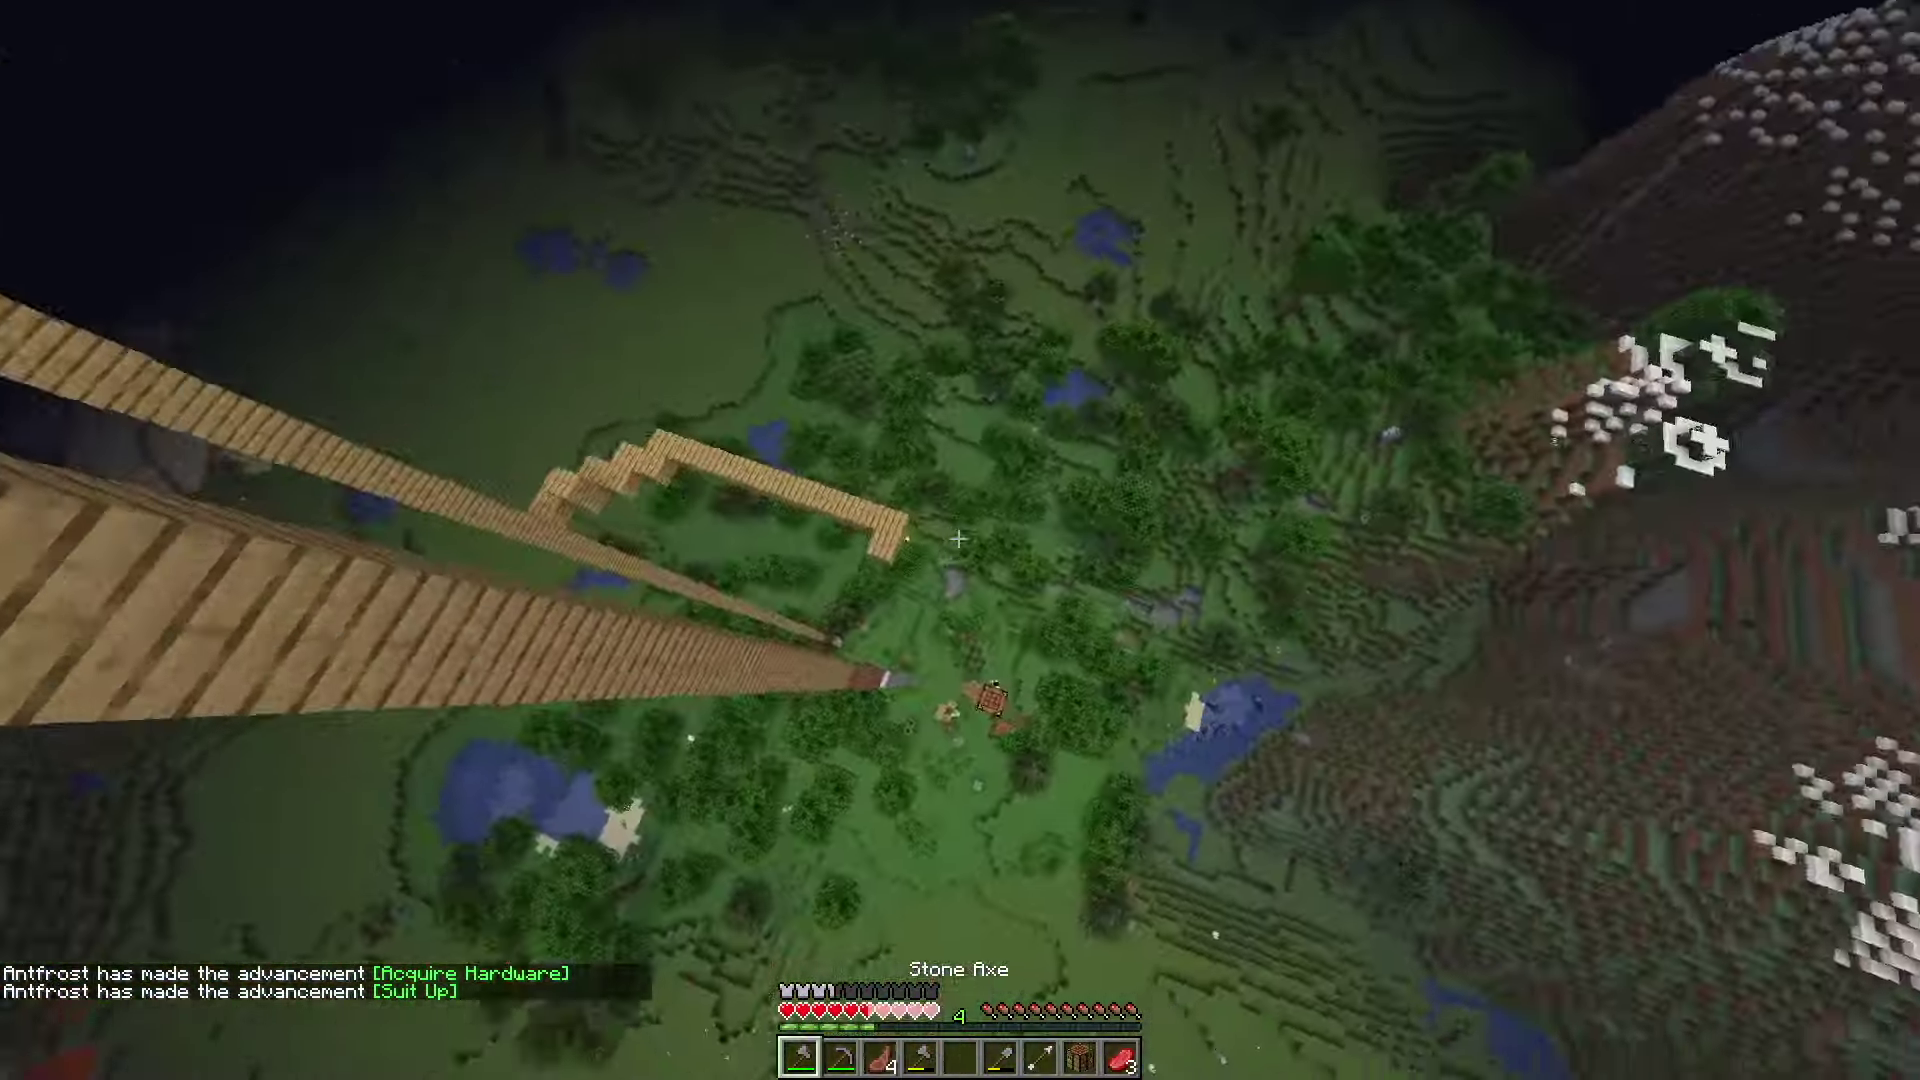 Antfrost has made the advancement [Acquire Hardware]
Antfrost has made the advancement [Suit Up]
Stone Axe
4
4
3